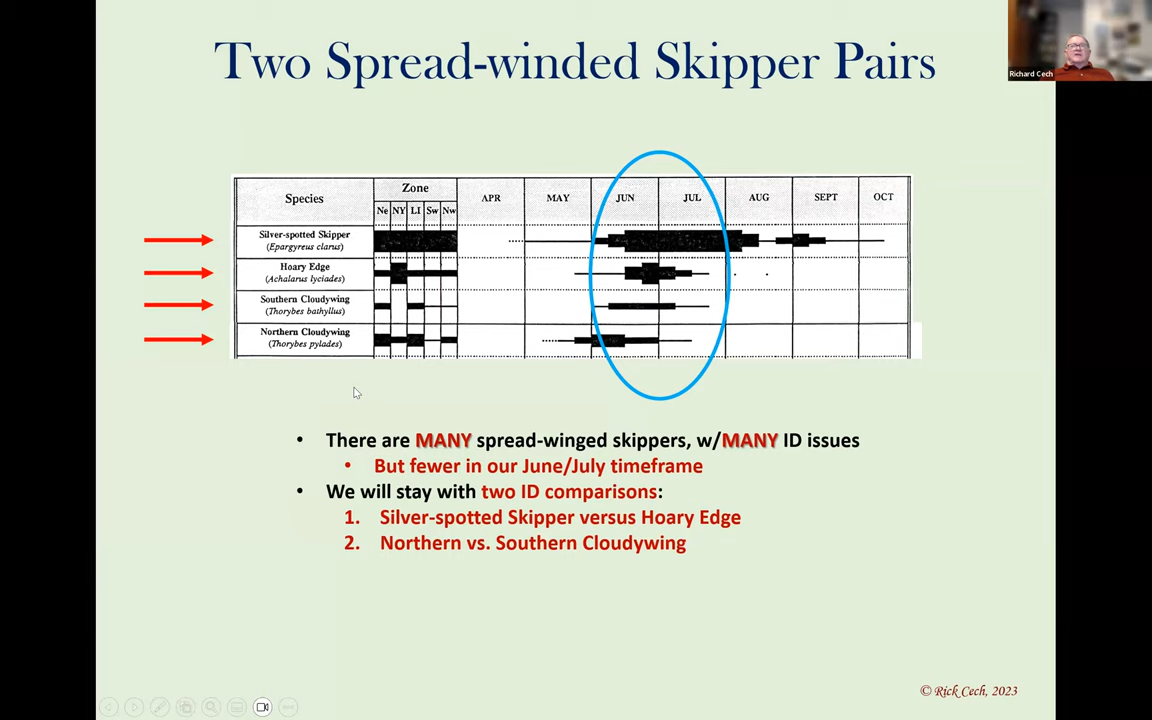 Two Spread-winded Skipper Pairs
Richard Cech
Species
Zone
APR MAY JUN JUL AUG SEPT OCT
Ne NY LI Sw Nw
Silver-spotted Skipper
(Epargyreus clarus)
Hoary Edge
(Achalarus lyciades)
Southern Cloudywing
(Thorybes bathyllus)
Northern Cloudywing
(Thorybes pylades)
• There are MANY spread-winged skippers, w/MANY ID issues
• But fewer in our June/July timeframe
• We will stay with two ID comparisons:
1. Silver-spotted Skipper versus Hoary Edge
2. Northern vs. Southern Cloudywing
© Rick Cech, 2023